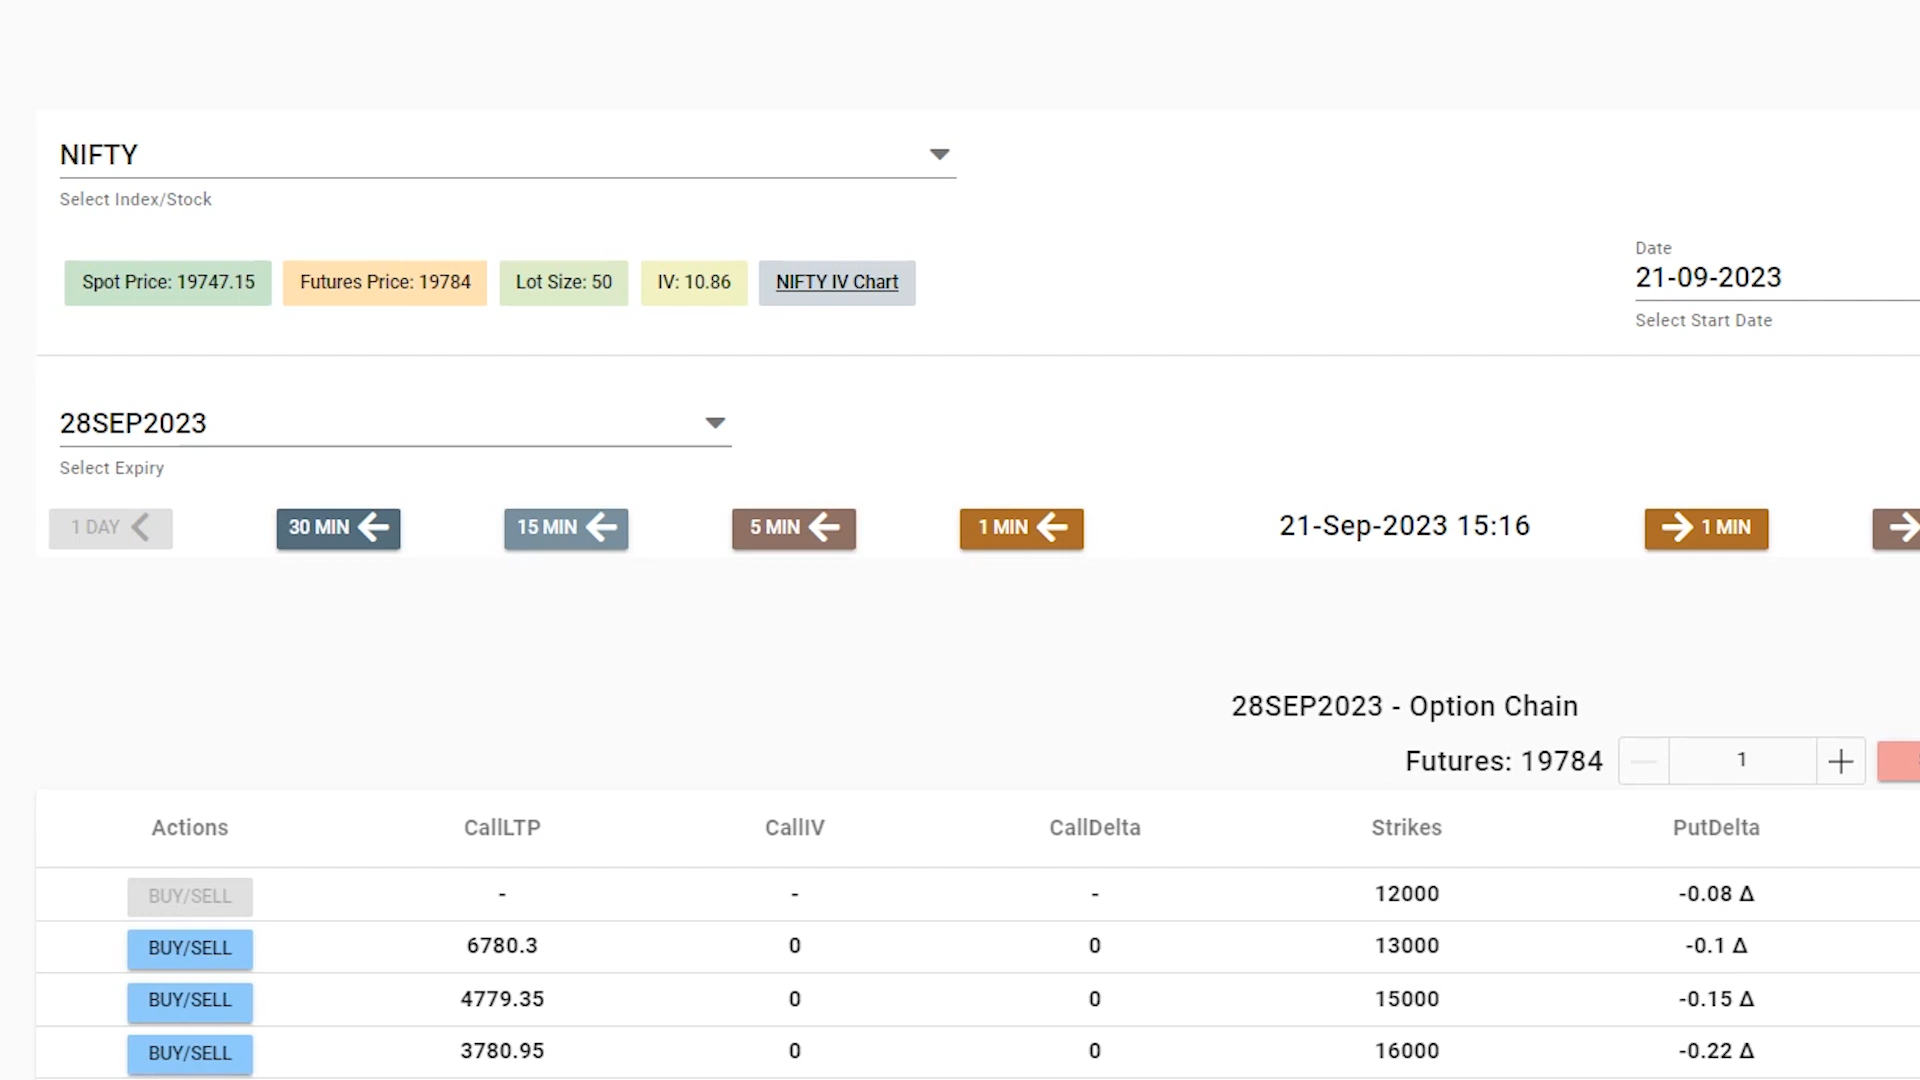 NIFTY
Select Index/Stock
Date
Spot Price: 19747.15 Futures Price: 19784 Lot Size: 50 IV: 10.86 NIFTY IV Chart 21-09-2023
Select Start Date
28SEP2023
Select Expiry
1 DAY 30 MIN 15 MIN 5 MIN 1 MIN 21-Sep-2023 15:16 1 MIN
28SEP2023 - Option Chain
Futures: 19784 1
Actions CallLTP CallIV CallDelta Strikes PutDelta
BUY/SELL - - - 12000 -0.08 Δ
BUY/SELL 6780.3 0 0 13000 -0.1 Δ
BUY/SELL 4779.35 0 0 15000 -0.15 Δ
BUY/SELL 3780.95 0 0 16000 -0.22 Δ